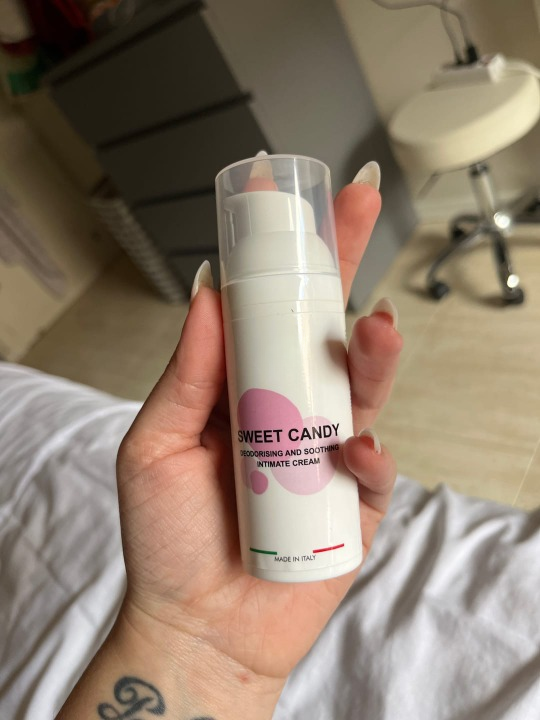 SWEET CANDY
DEODORISING AND SOOTHING
INTIMATE CREAM
MADE IN ITALY